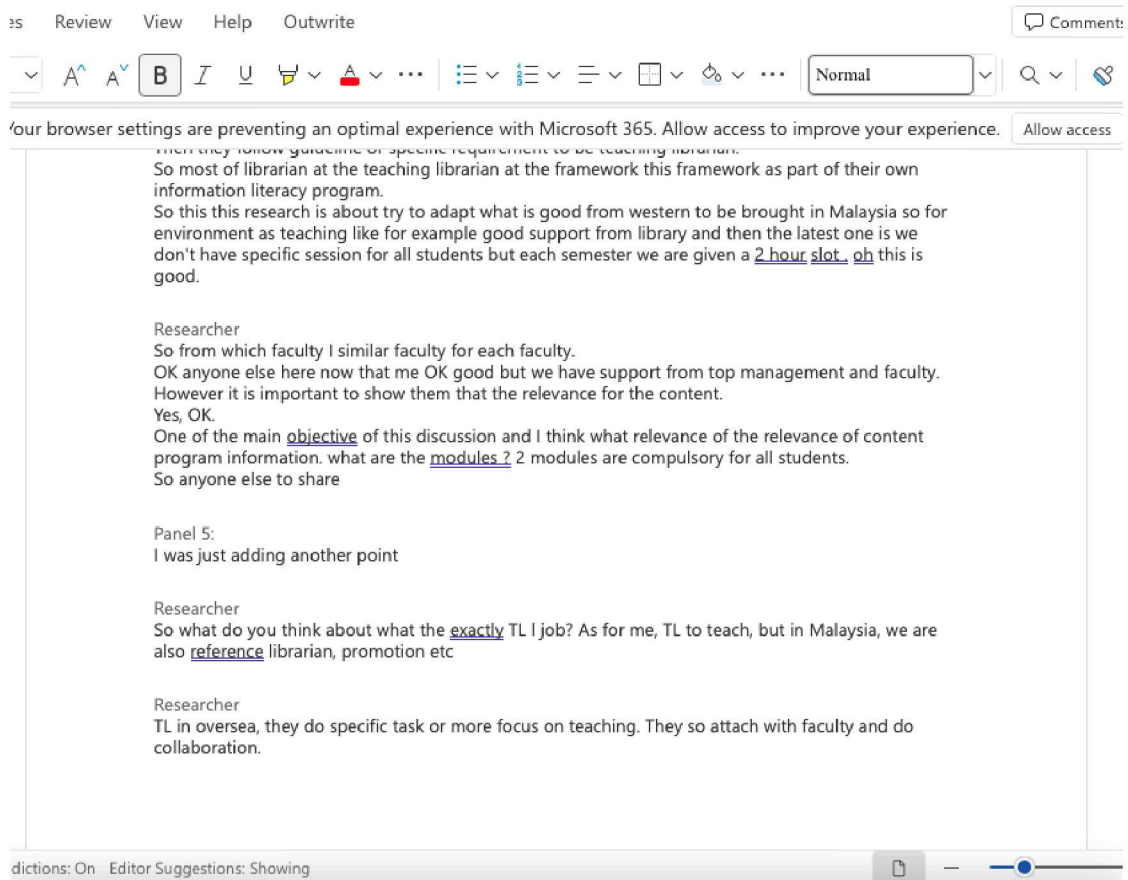 es Review View Help Outwrite Comments
A A B I U A Normal
Your browser settings are preventing an optimal experience with Microsoft 365. Allow access to improve your experience. Allow access
Then they follow guideline or specific requirement to be teaching librarian.
So most of librarian at the teaching librarian at the framework this framework as part of their own
information literacy program.
So this this research is about try to adapt what is good from western to be brought in Malaysia so for
environment as teaching like for example good support from library and then the latest one is we
don't have specific session for all students but each semester we are given a 2 hour slot . oh this is
good.
Researcher
So from which faculty I similar faculty for each faculty.
OK anyone else here now that me OK good but we have support from top management and faculty.
However it is important to show them that the relevance for the content.
Yes, OK.
One of the main objective of this discussion and I think what relevance of the relevance of content
program information. what are the modules ? 2 modules are compulsory for all students.
So anyone else to share
Panel 5:
I was just adding another point
Researcher
So what do you think about what the exactly TL l job? As for me, TL to teach, but in Malaysia, we are
also reference librarian, promotion etc
Researcher
TL in oversea, they do specific task or more focus on teaching. They so attach with faculty and do
collaboration.
dictions: On Editor Suggestions: Showing